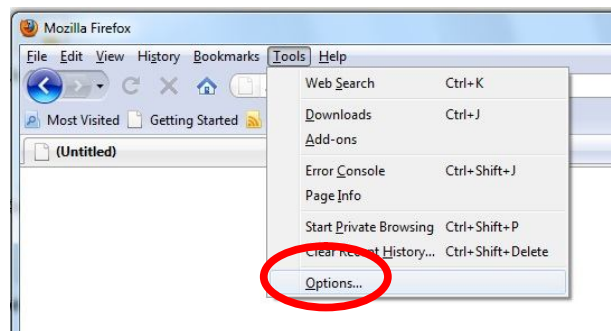 Mozilla Firefox
File Edit View History Bookmarks Tools Help
Web Search Ctrl+K
Most Visited Getting Started
Downloads Ctrl+J
Add-ons
(Untitled)
Error Console Ctrl+Shift+J
Page Info
Start Private Browsing Ctrl+Shift+P
Clear Recent History... Ctrl+Shift+Delete
Options...